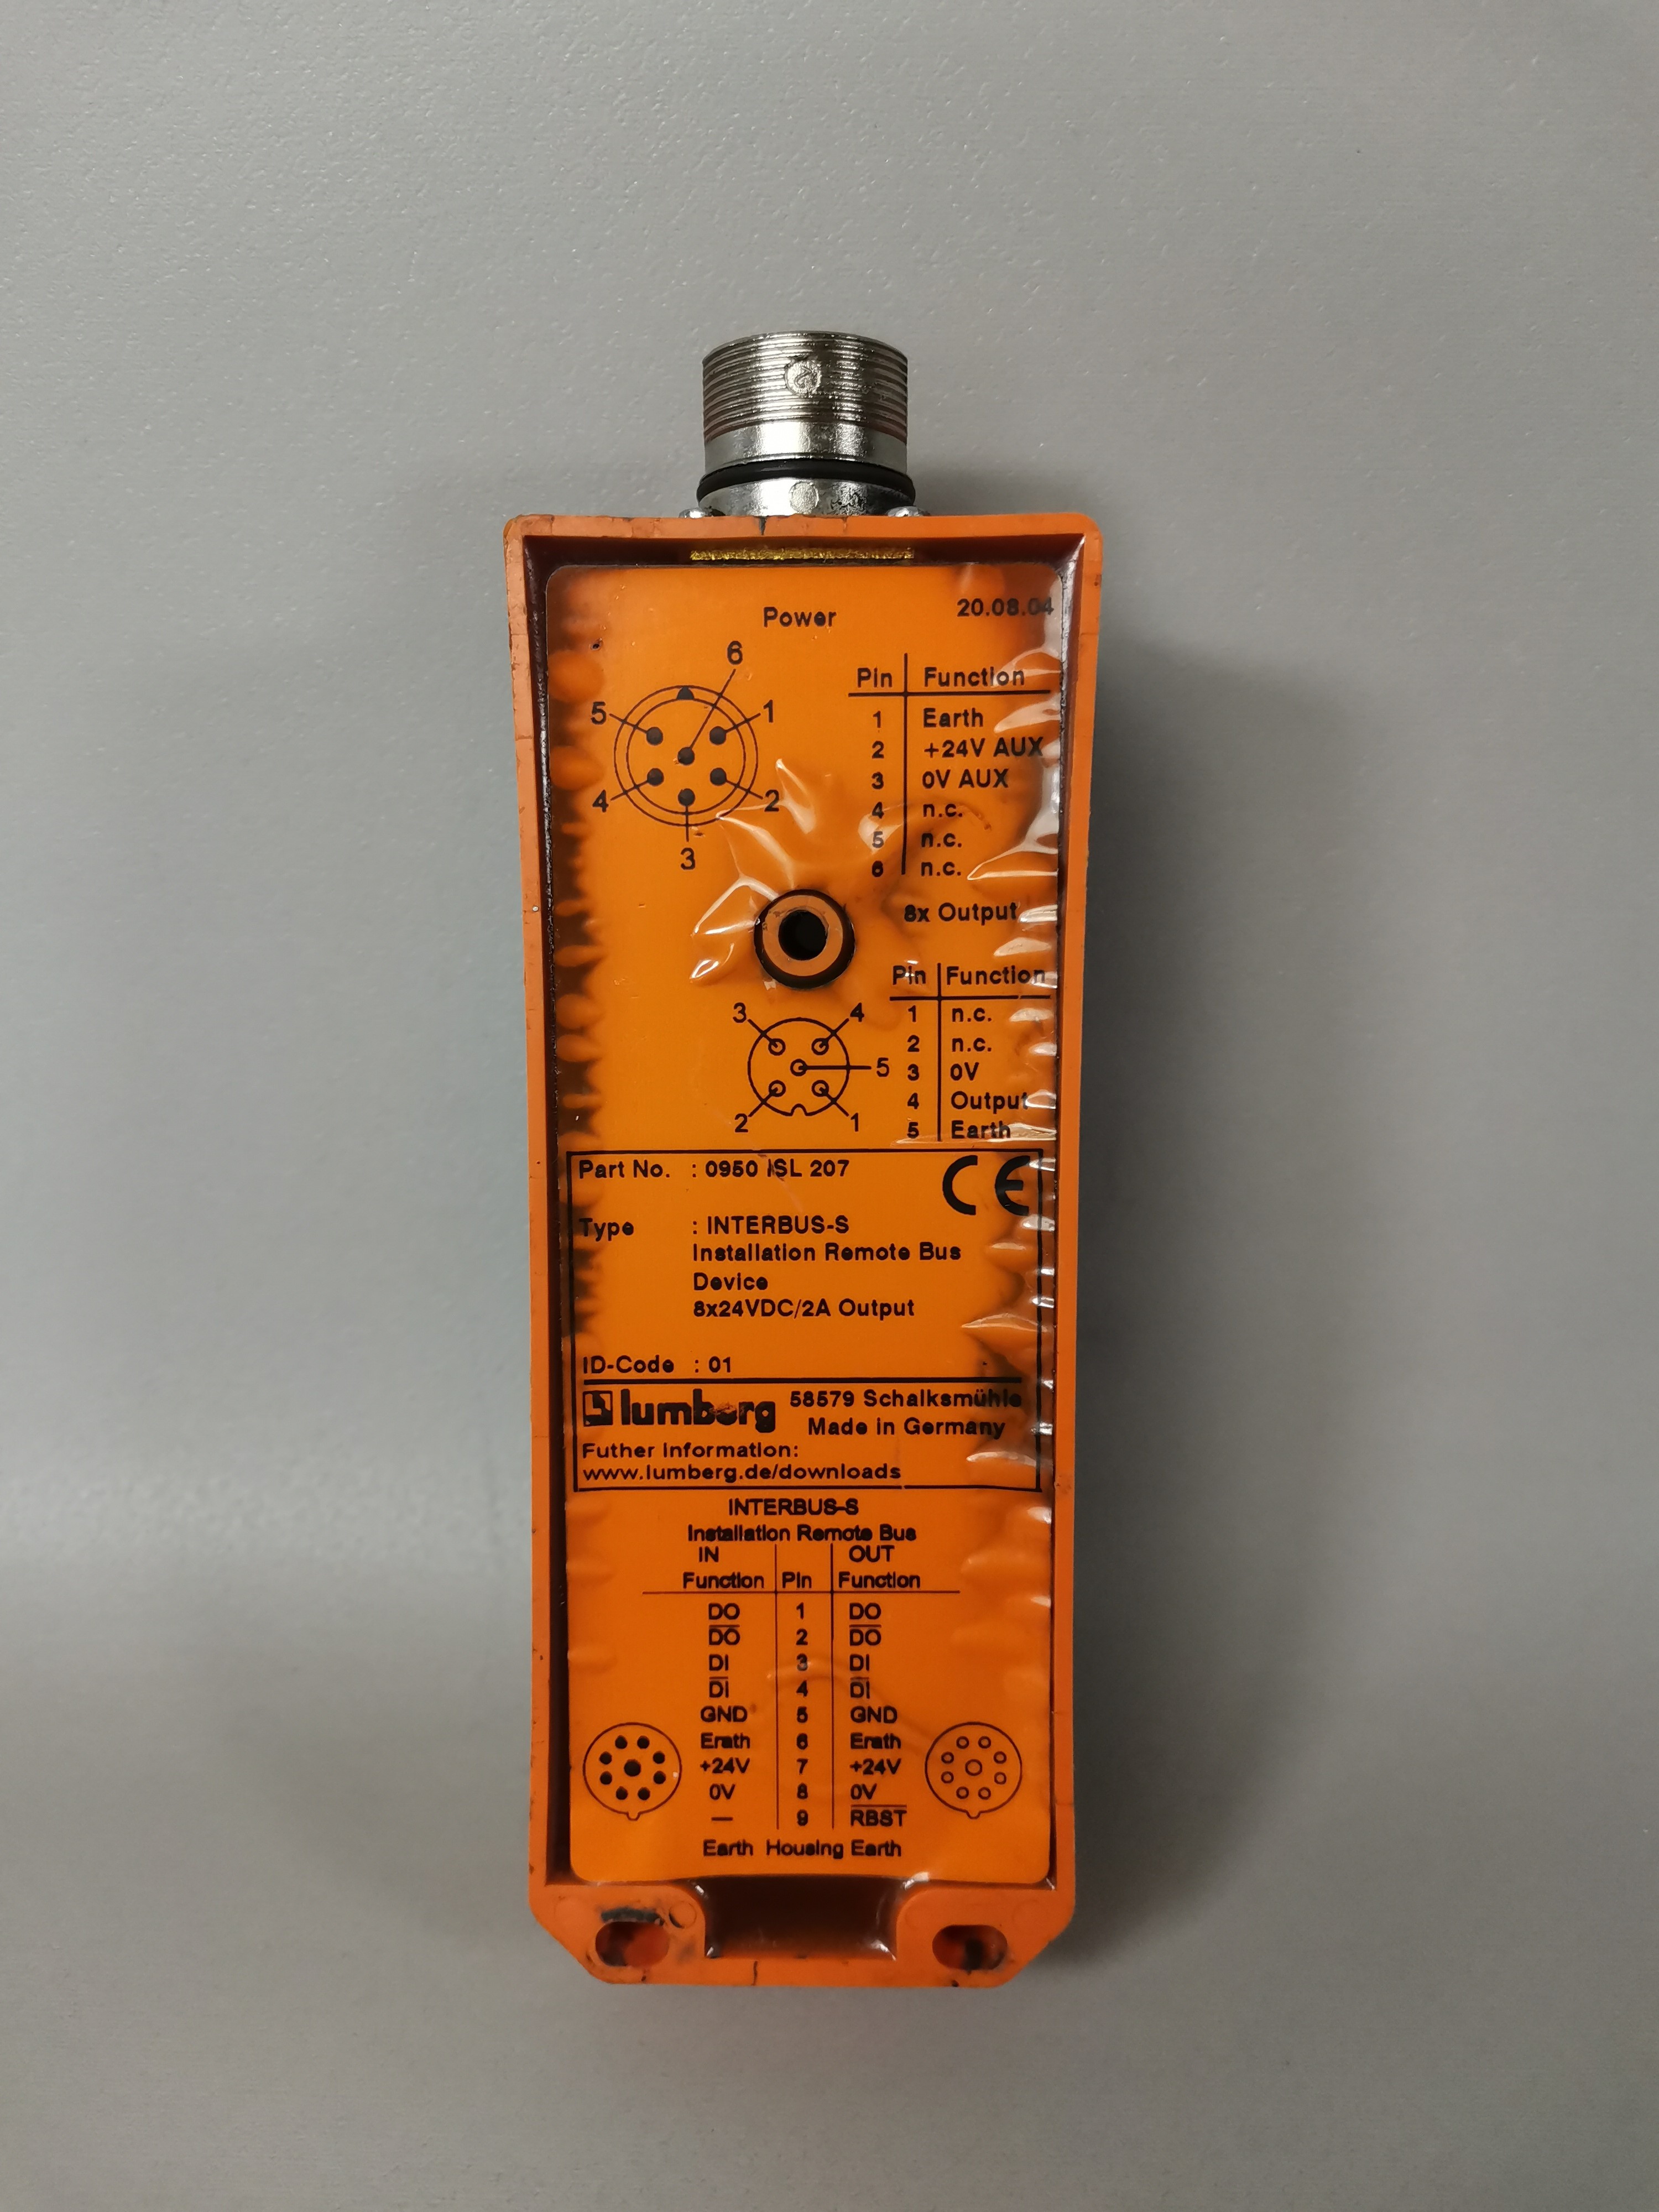 Power 20.08.04
6
5 1
4 2
3
Pin Function
1 Earth
2 +24V AUX
3 0V AUX
4 n.c.
5 n.c.
6 n.c.
8x Output
Pin Function
1 n.c.
2 n.c.
3 0V
4 Output
5 Earth
3 4
5
2 1
Part No. : 0950 ISL 207 CE
Type : INTERBUS-S
Installation Remote Bus
Device
8x24VDC/2A Output
ID-Code : 01
lumberg 58579 Schalksmühle
Made in Germany
Futher Information:
www.lumberg.de/downloads
INTERBUS-S
Installation Remote Bus
IN OUT
Function Pin Function
DO 1 DO
D̅O̅ 2 D̅O̅
DI 3 DI
D̅I̅ 4 D̅I̅
GND 5 GND
Erath 6 Erath
+24V 7 +24V
0V 8 0V
— 9 R̅B̅S̅T̅
Earth Housing Earth